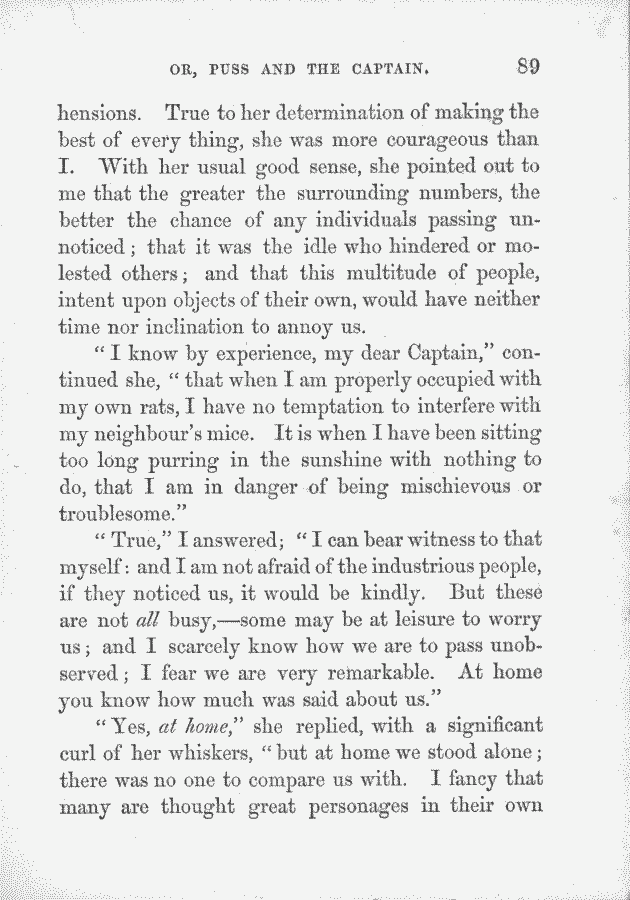 OR, PUSS AND THE CAPTAIN. 89
hensions. True to her determination of making the
best of every thing, she was more courageous than
I. With her usual good sense, she pointed out to
me that the greater the surrounding numbers, the
better the chance of any individuals passing un-
noticed; that it was the idle who hindered or mo-
lested others; and that this multitude of people,
intent upon objects of their own, would have neither
time nor inclination to annoy us.
"I know by experience, my dear Captain," con-
tinued she, "that when I am properly occupied with
my own rats, I have no temptation to interfere with
my neighbour's mice. It is when I have been sitting
too long purring in the sunshine with nothing to
do, that I am in danger of being mischievous or
troublesome."
"True," I answered; "I can bear witness to that
myself: and I am not afraid of the industrious people,
if they noticed us, it would be kindly. But these
are not all busy,—some may be at leisure to worry
us; and I scarcely know how we are to pass unob-
served; I fear we are very remarkable. At home
you know how much was said about us."
"Yes, at home," she replied, with a significant
curl of her whiskers, "but at home we stood alone;
there was no one to compare us with. I fancy that
many are thought great personages in their own